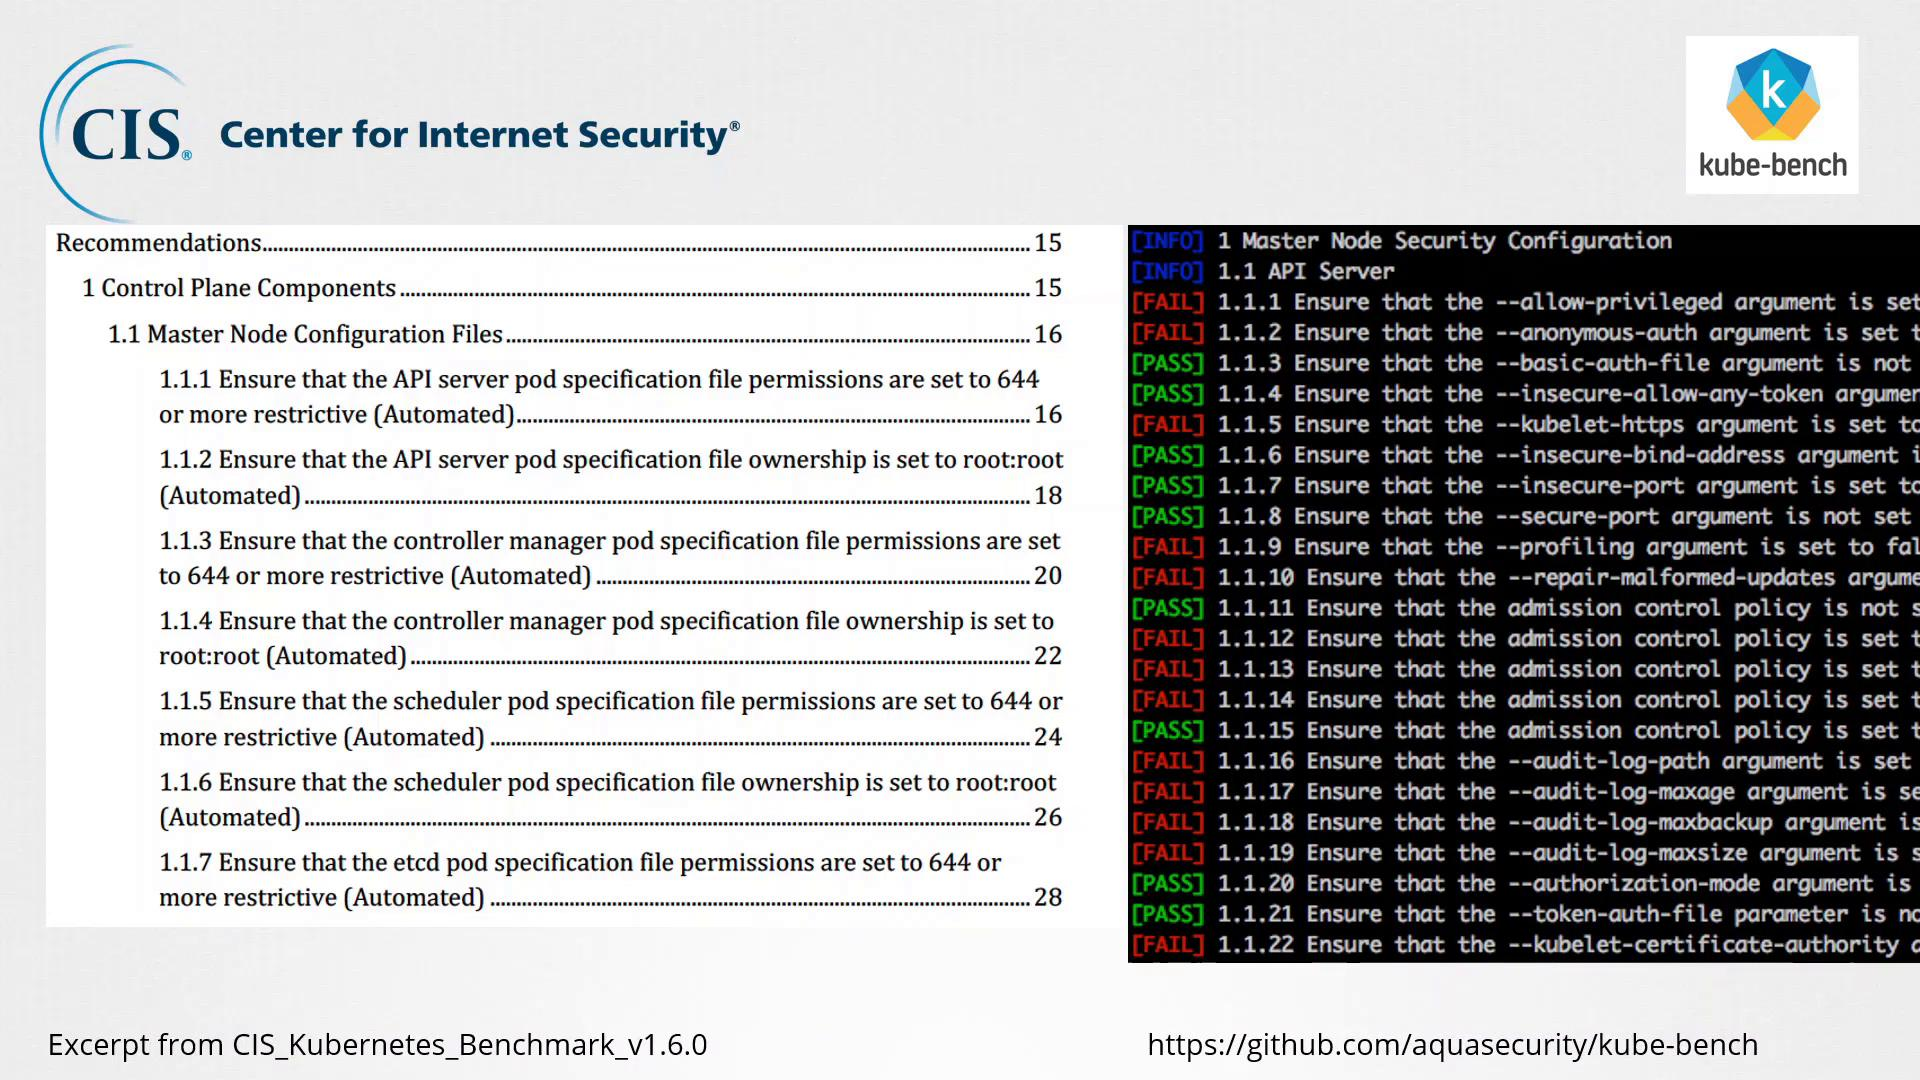 CIS® Center for Internet Security®
k
kube-bench
Recommendations 15
1 Control Plane Components 15
1.1 Master Node Configuration Files 16
1.1.1 Ensure that the API server pod specification file permissions are set to 644
or more restrictive (Automated) 16
1.1.2 Ensure that the API server pod specification file ownership is set to root:root
(Automated) 18
1.1.3 Ensure that the controller manager pod specification file permissions are set
to 644 or more restrictive (Automated) 20
1.1.4 Ensure that the controller manager pod specification file ownership is set to
root:root (Automated) 22
1.1.5 Ensure that the scheduler pod specification file permissions are set to 644 or
more restrictive (Automated) 24
1.1.6 Ensure that the scheduler pod specification file ownership is set to root:root
(Automated) 26
1.1.7 Ensure that the etcd pod specification file permissions are set to 644 or
more restrictive (Automated) 28
[INFO] 1 Master Node Security Configuration
[INFO] 1.1 API Server
[FAIL] 1.1.1 Ensure that the --allow-privileged argument is set
[FAIL] 1.1.2 Ensure that the --anonymous-auth argument is set t
[PASS] 1.1.3 Ensure that the --basic-auth-file argument is not
[PASS] 1.1.4 Ensure that the --insecure-allow-any-token argumen
[FAIL] 1.1.5 Ensure that the --kubelet-https argument is set to
[PASS] 1.1.6 Ensure that the --insecure-bind-address argument i
[PASS] 1.1.7 Ensure that the --insecure-port argument is set to
[PASS] 1.1.8 Ensure that the --secure-port argument is not set
[FAIL] 1.1.9 Ensure that the --profiling argument is set to fal
[FAIL] 1.1.10 Ensure that the --repair-malformed-updates argume
[PASS] 1.1.11 Ensure that the admission control policy is not s
[FAIL] 1.1.12 Ensure that the admission control policy is set t
[FAIL] 1.1.13 Ensure that the admission control policy is set t
[FAIL] 1.1.14 Ensure that the admission control policy is set t
[PASS] 1.1.15 Ensure that the admission control policy is set t
[FAIL] 1.1.16 Ensure that the --audit-log-path argument is set
[FAIL] 1.1.17 Ensure that the --audit-log-maxage argument is se
[FAIL] 1.1.18 Ensure that the --audit-log-maxbackup argument is
[FAIL] 1.1.19 Ensure that the --audit-log-maxsize argument is s
[PASS] 1.1.20 Ensure that the --authorization-mode argument is
[PASS] 1.1.21 Ensure that the --token-auth-file parameter is no
[FAIL] 1.1.22 Ensure that the --kubelet-certificate-authority a
Excerpt from CIS_Kubernetes_Benchmark_v1.6.0
https://github.com/aquasecurity/kube-bench